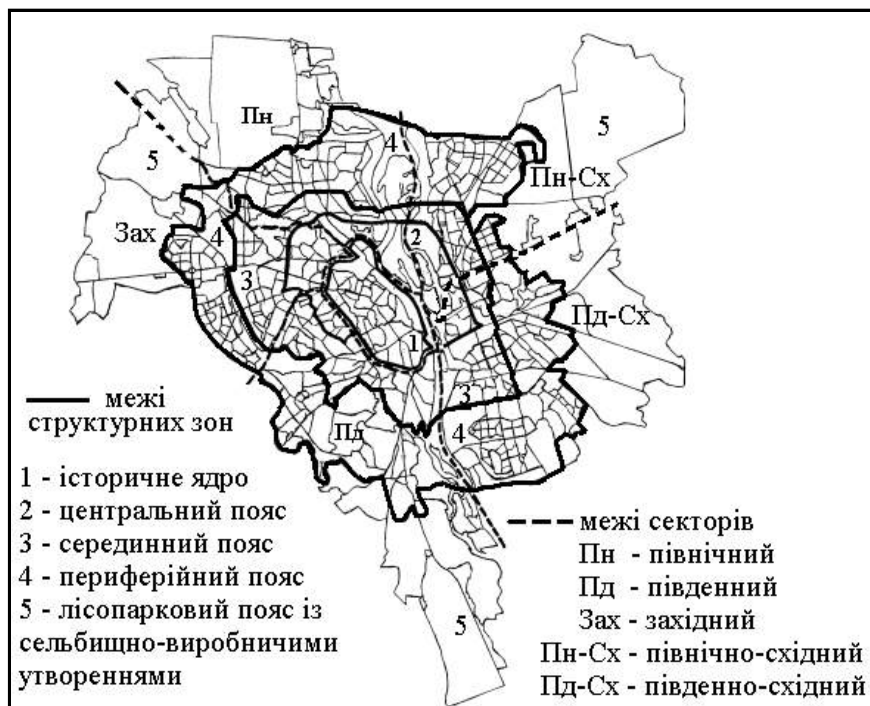 Пн
4
5
5
Пн-Сх
Зах
4
2
3
Пд-Сх
1
3
4
Пд
5
межі
структурних зон
1 - історичне ядро
2 - центральний пояс
3 - серединний пояс
4 - периферійний пояс
5 - лісопарковий пояс із
сельбищно-виробничими
утвореннями
межі секторів
Пн - північний
Пд - південний
Зах - західний
Пн-Сх - північно-східний
Пд-Сх - південно-східний